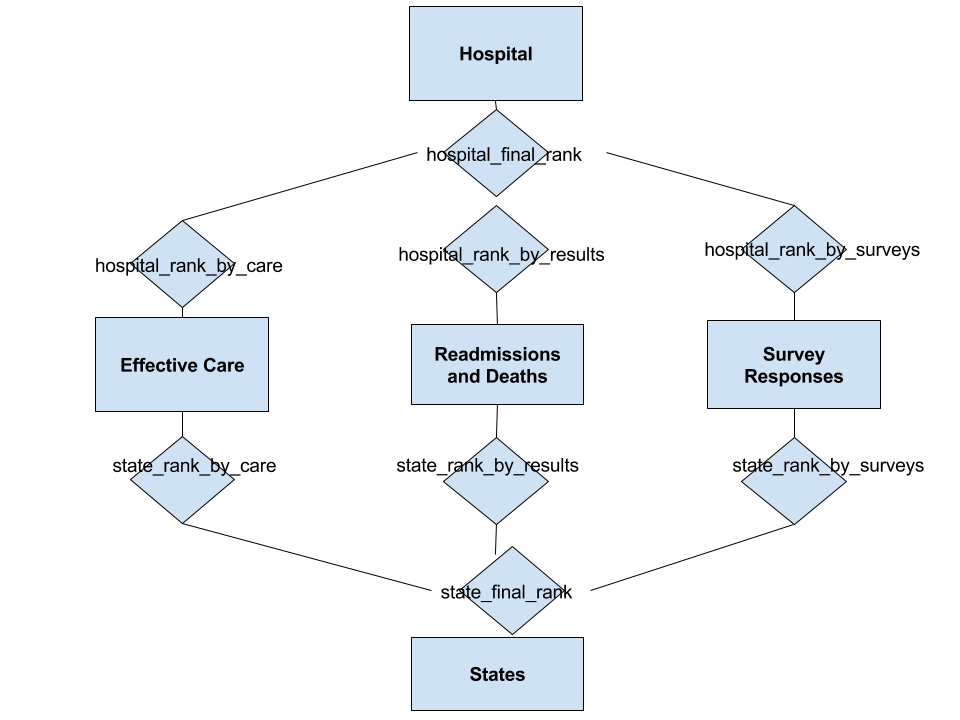 Hospital
hospital_final_rank
hospital_rank_by_care
hospital_rank_by_results
hospital_rank_by_surveys
Effective Care
Readmissions
and Deaths
Survey
Responses
state_rank_by_care
state_rank_by_results
state_rank_by_surveys
state_final_rank
States